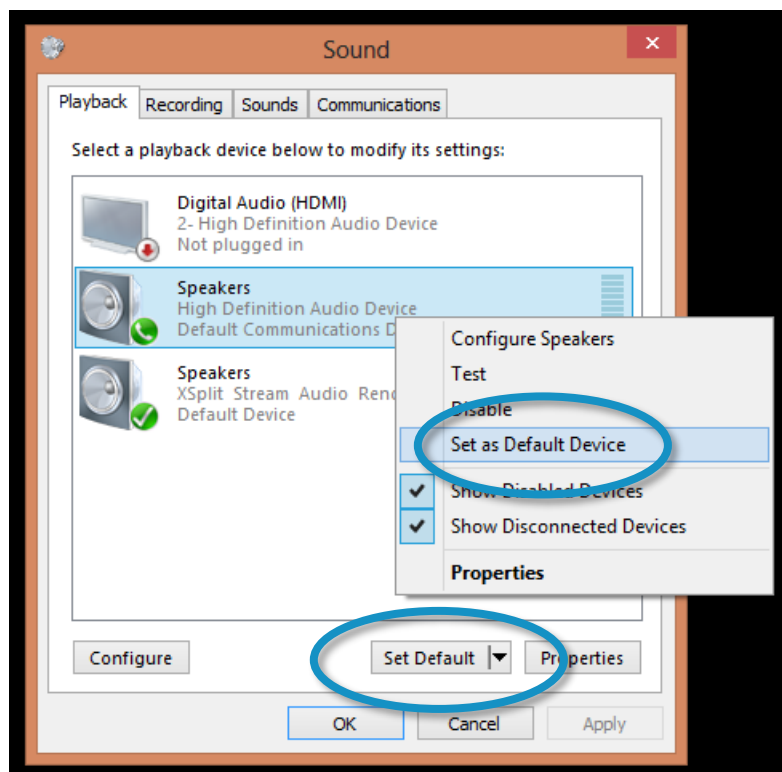 Sound
Playback Recording Sounds Communications
Select a playback device below to modify its settings:
Digital Audio (HDMI)
2- High Definition Audio Device
Not plugged in
Speakers
High Definition Audio Device
Default Communications D
Speakers
XSplit Stream Audio Rend
Default Device
Configure Speakers
Test
Disable
Set as Default Device
Show Disabled Devices
Show Disconnected Devices
Properties
Configure Set Default Properties
OK Cancel Apply